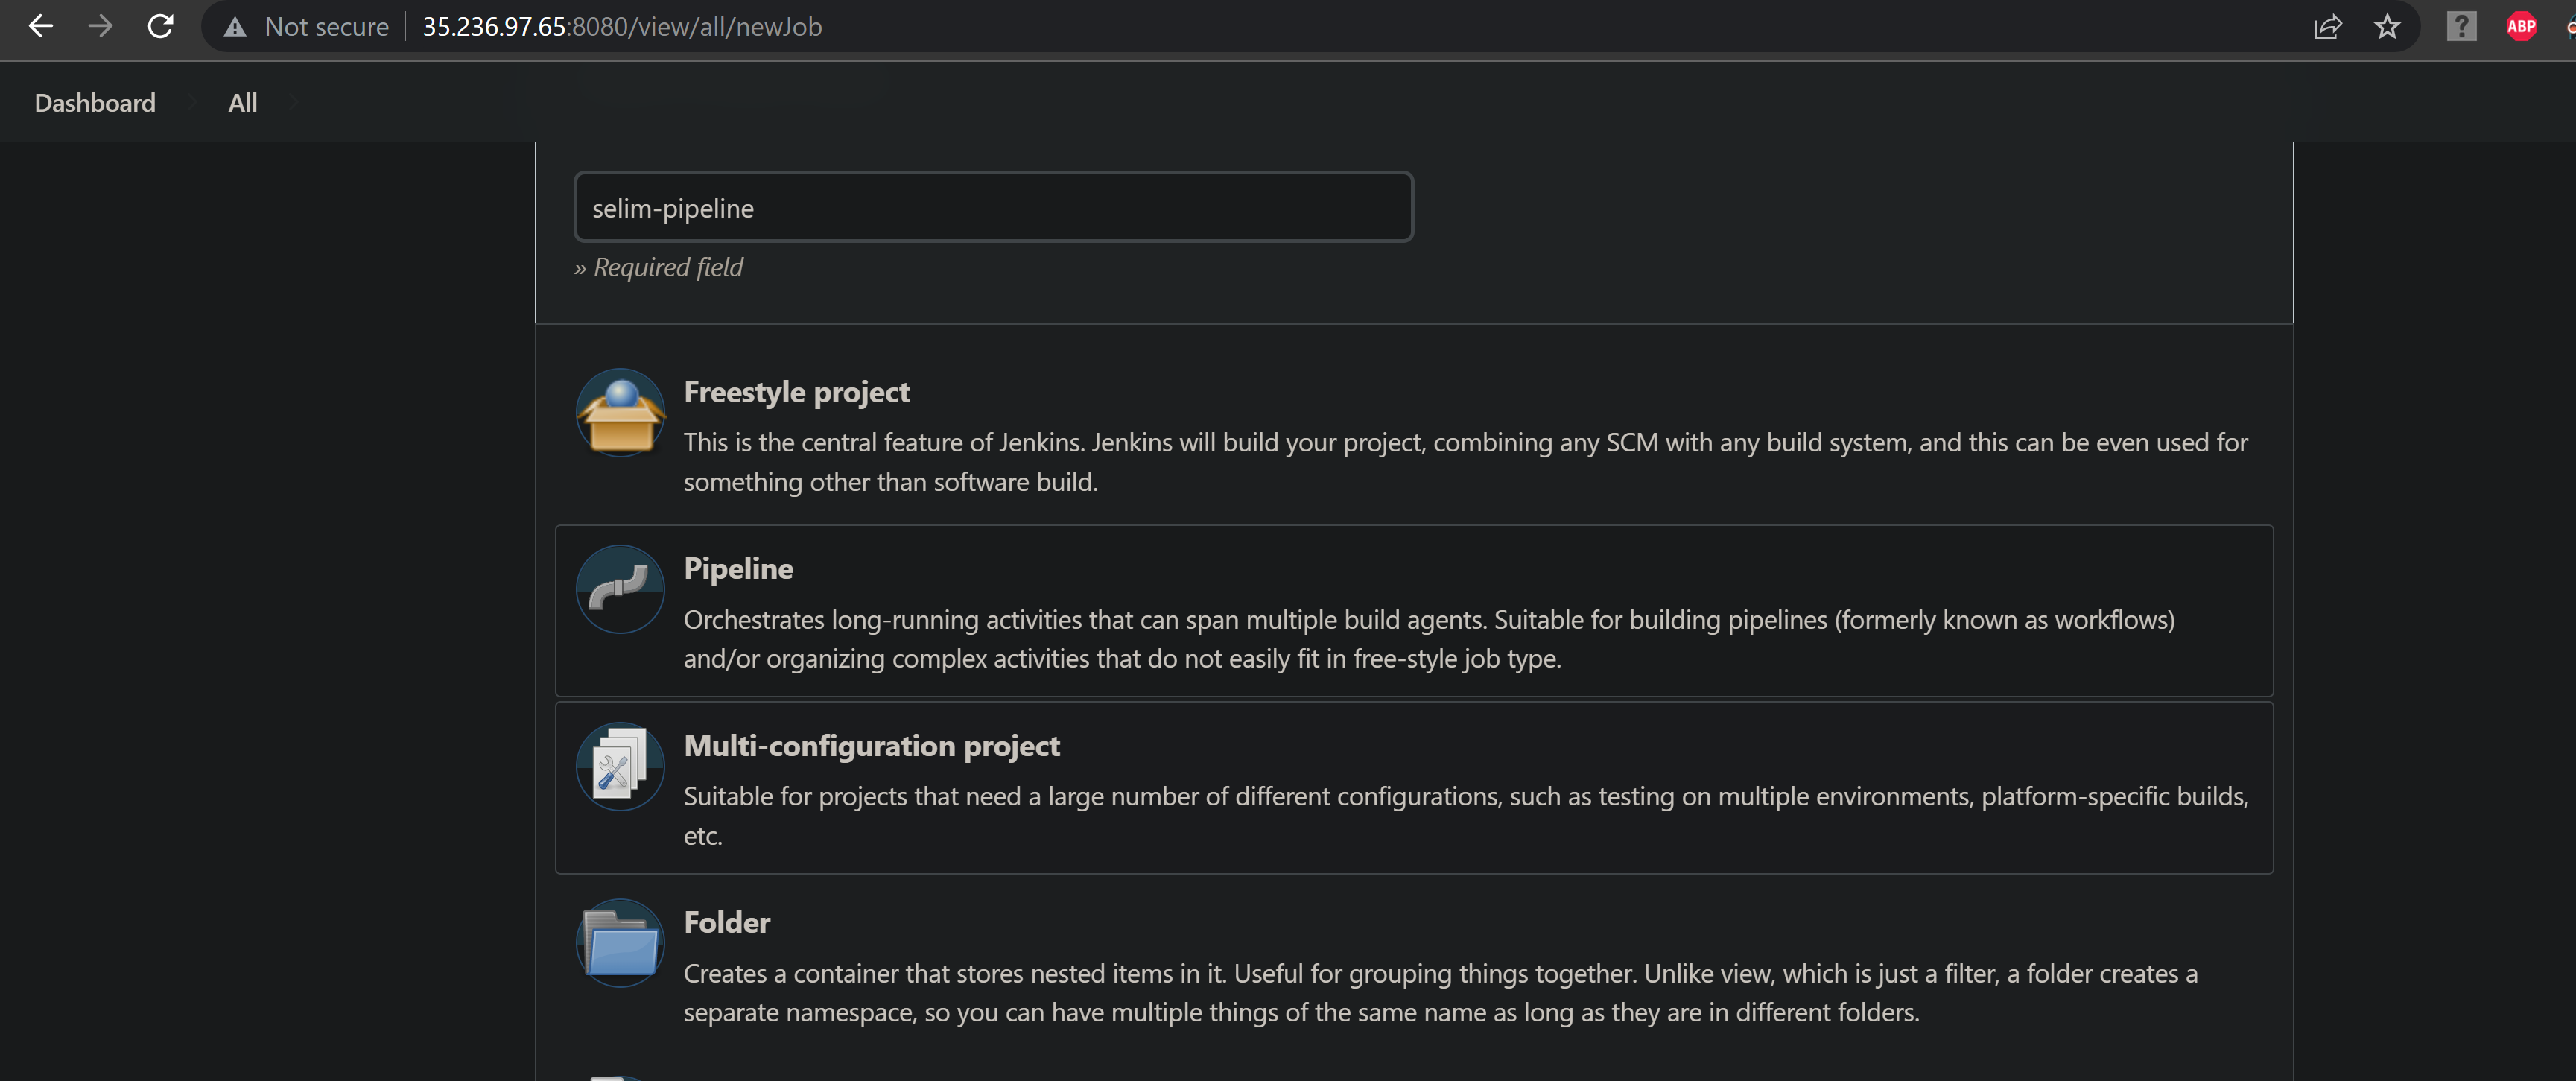 Not secure 35.236.97.65:8080/view/all/newJob
ABP
Dashboard All
selim-pipeline
» Required field
Freestyle project
This is the central feature of Jenkins. Jenkins will build your project, combining any SCM with any build system, and this can be even used for
something other than software build.
Pipeline
Orchestrates long-running activities that can span multiple build agents. Suitable for building pipelines (formerly known as workflows)
and/or organizing complex activities that do not easily fit in free-style job type.
Multi-configuration project
Suitable for projects that need a large number of different configurations, such as testing on multiple environments, platform-specific builds,
etc.
Folder
Creates a container that stores nested items in it. Useful for grouping things together. Unlike view, which is just a filter, a folder creates a
separate namespace, so you can have multiple things of the same name as long as they are in different folders.